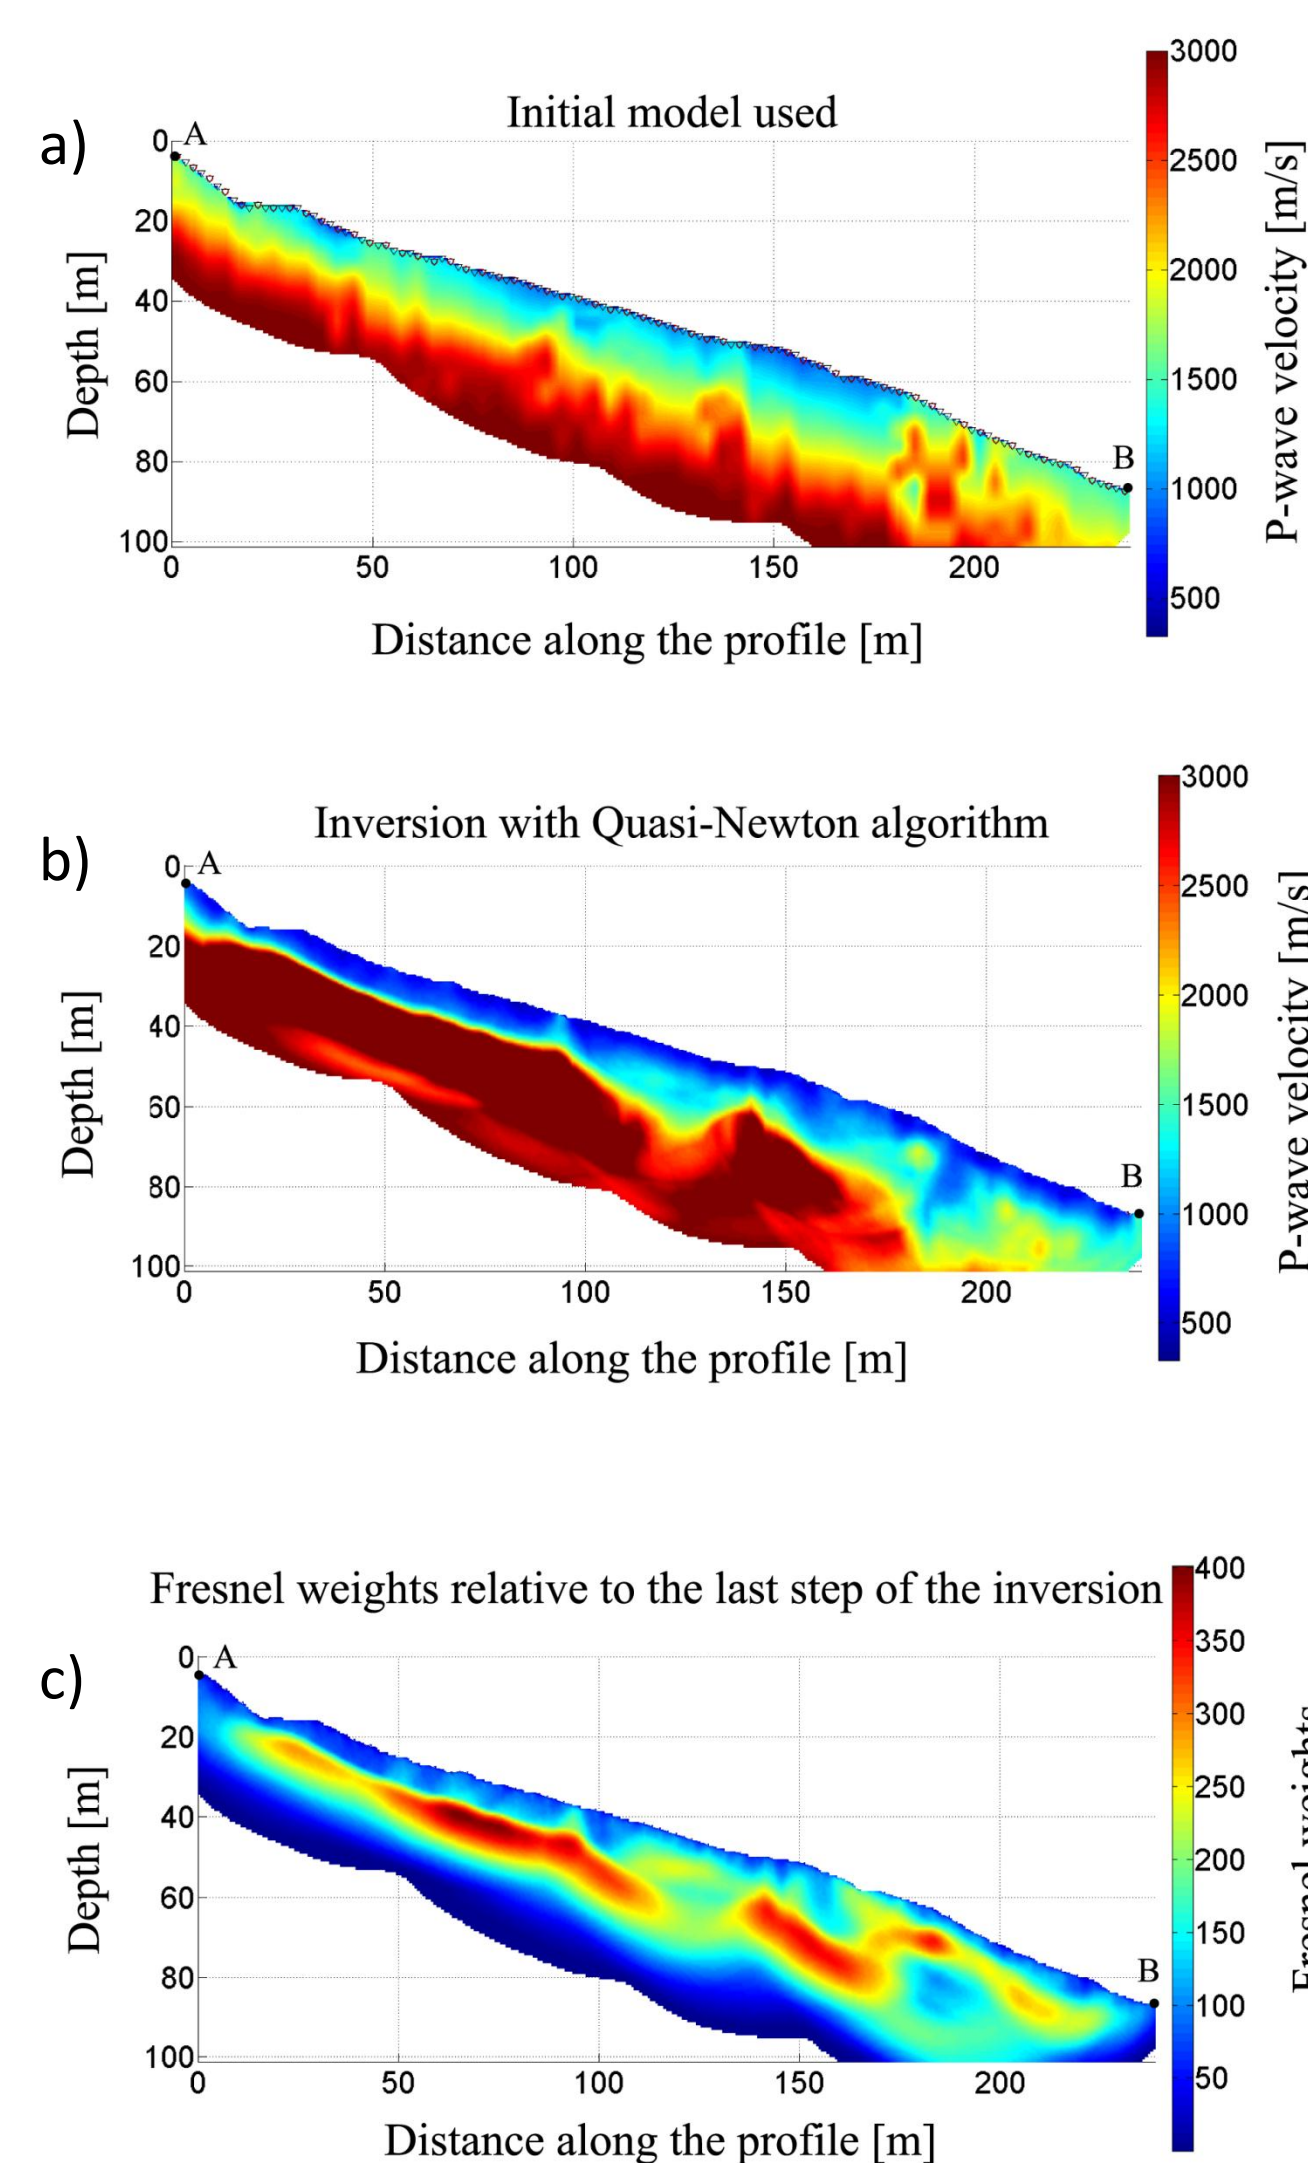 a)
Initial model used
A
B
0
20
40
60
80
100
0 50 100 150 200
Depth [m]
Distance along the profile [m]
3000
2500
2000
1500
1000
500
P-wave velocity [m/s]
b)
Inversion with Quasi-Newton algorithm
A
B
0
20
40
60
80
100
0 50 100 150 200
Depth [m]
Distance along the profile [m]
3000
2500
2000
1500
1000
500
P-wave velocity [m/s]
Fresnel weights relative to the last step of the inversion
c)
A
B
0
20
40
60
80
100
0 50 100 150 200
Depth [m]
Distance along the profile [m]
400
350
300
250
200
150
100
50
Fresnel weights